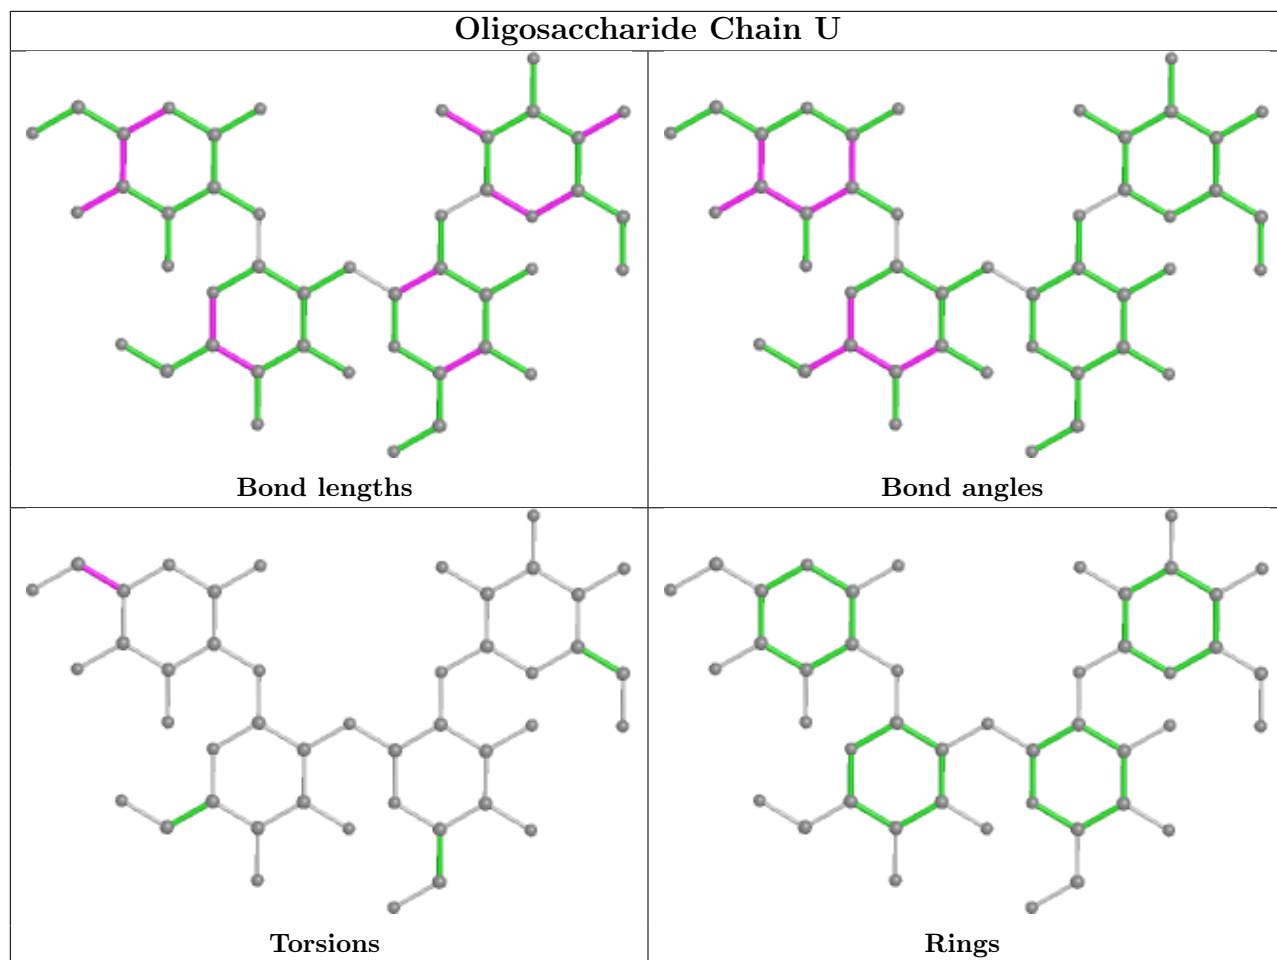 Oligosaccharide Chain U
Bond lengths
Bond angles
Torsions
Rings